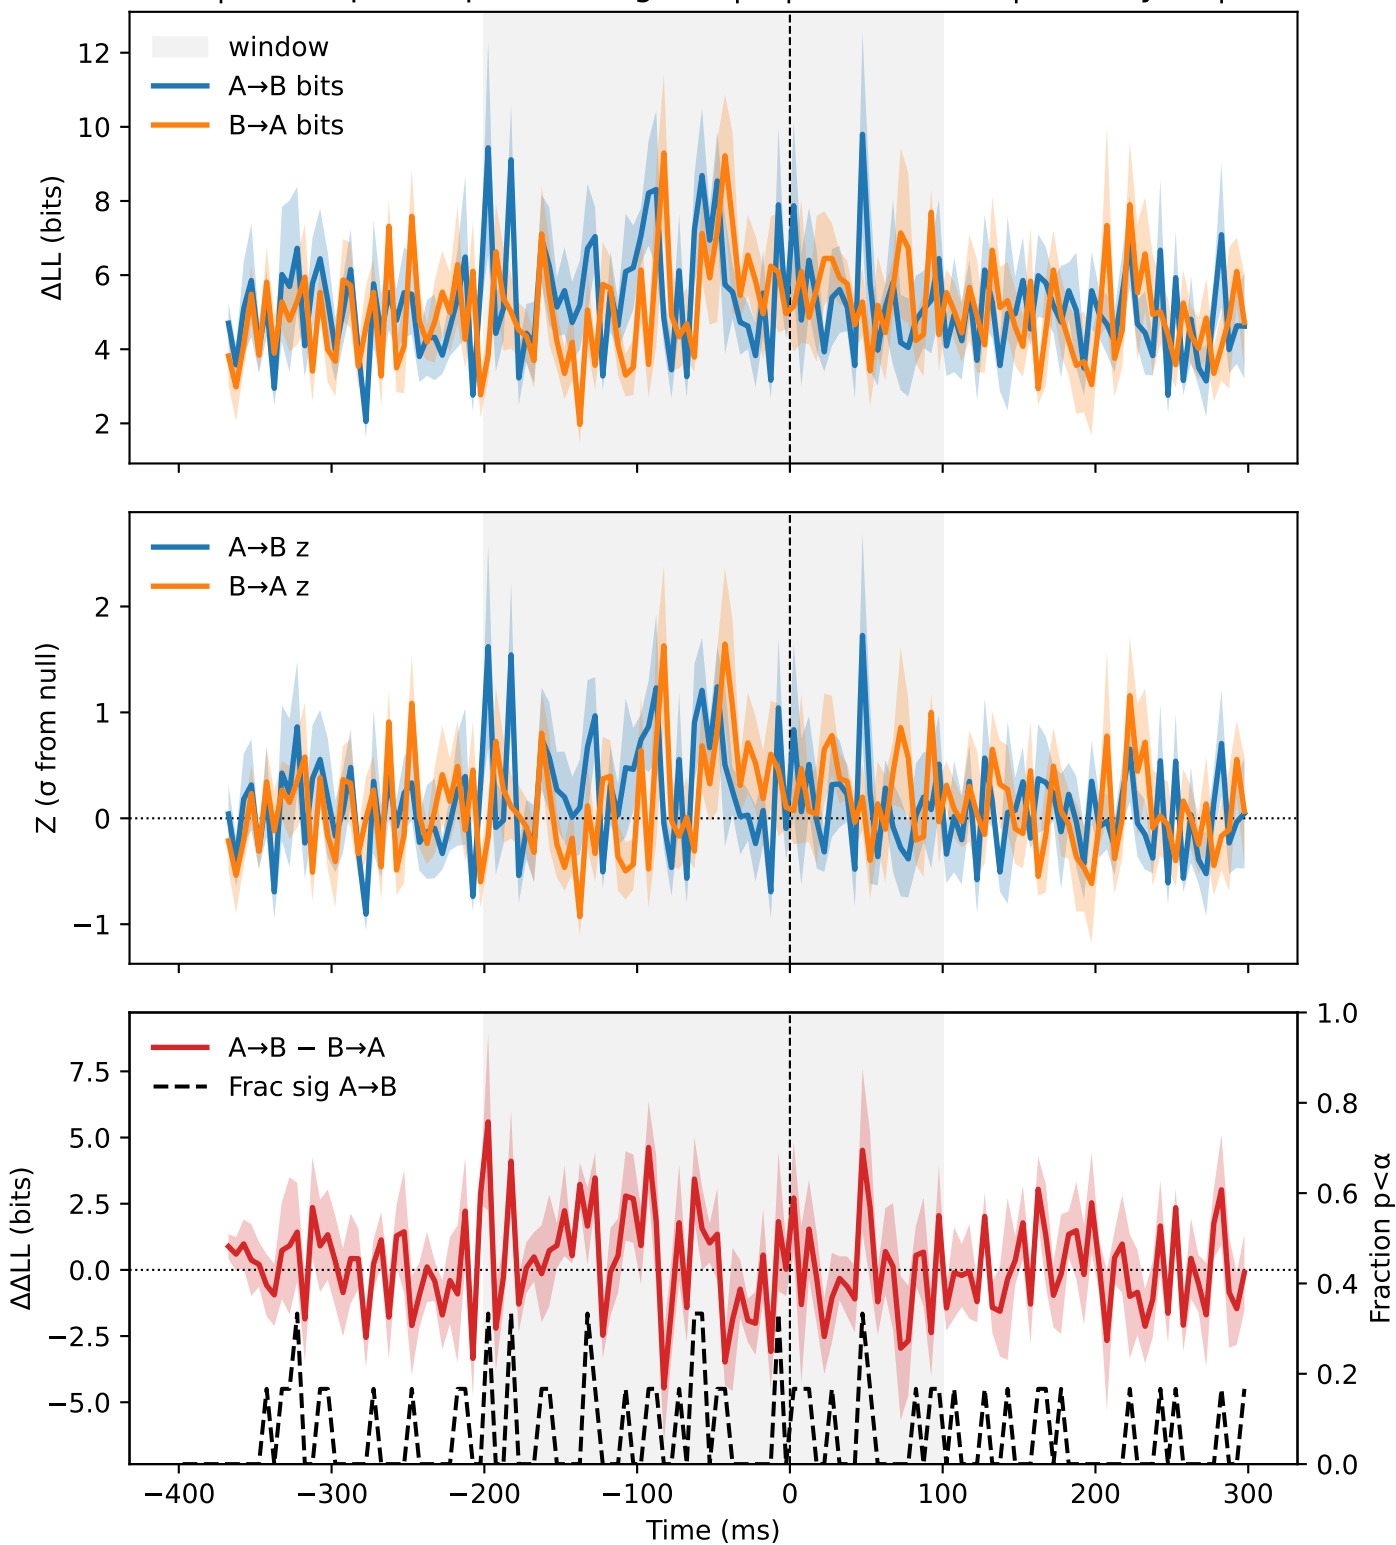 12
10
8
6
4
2
ΔLL (bits)
window
A→B bits
B→A bits
2
1
0
−1
Z (σ from null)
A→B z
B→A z
7.5
5.0
2.5
0.0
−2.5
−5.0
ΔΔLL (bits)
A→B − B→A
Frac sig A→B
1.0
0.8
0.6
0.4
0.2
0.0
Fraction p<α
−400 −300 −200 −100 0 100 200 300
Time (ms)